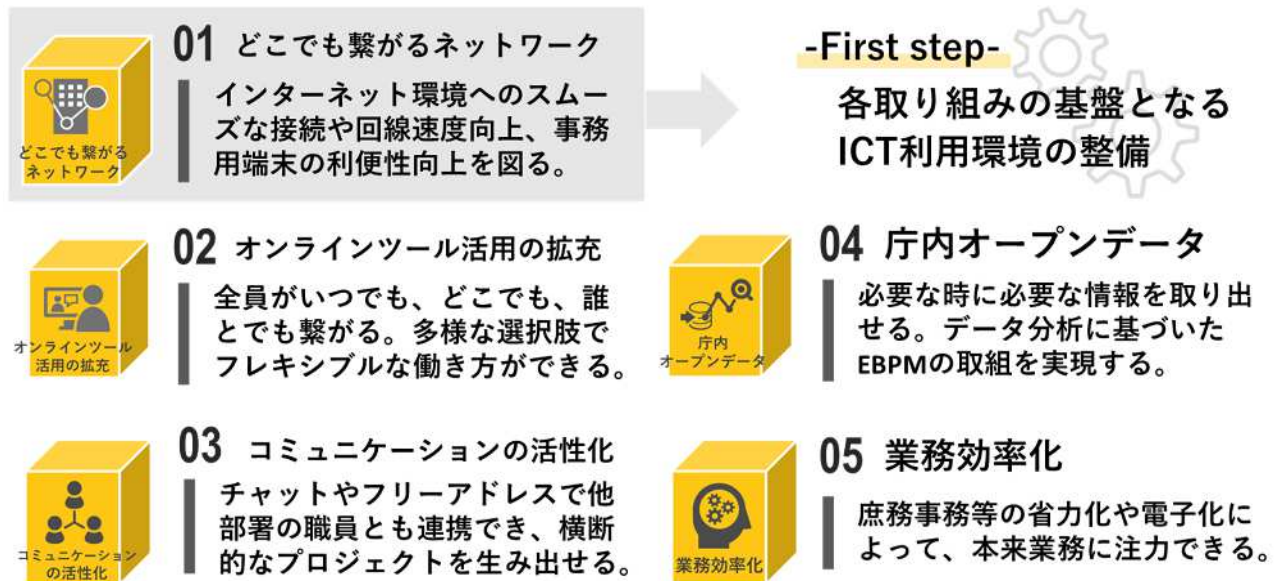 01 どこでも繋がるネットワーク
インターネット環境へのスムー
ズな接続や回線速度向上、事務
用端末の利便性向上を図る。
どこでも繋がる
ネットワーク
-First step-
各取り組みの基盤となる
ICT利用環境の整備
02 オンラインツール活用の拡充
全員がいつでも、どこでも、誰
とでも繋がる。多様な選択肢で
フレキシブルな働き方ができる。
オンラインツール
活用の拡充
03 コミュニケーションの活性化
チャットやフリーアドレスで他
部署の職員とも連携でき、横断
的なプロジェクトを生み出せる。
コミュニケーション
の活性化
04 庁内オープンデータ
必要な時に必要な情報を取り出
せる。データ分析に基づいた
EBPMの取組を実現する。
庁内
オープンデータ
05 業務効率化
庶務事務等の省力化や電子化に
よって、本来業務に注力できる。
業務効率化